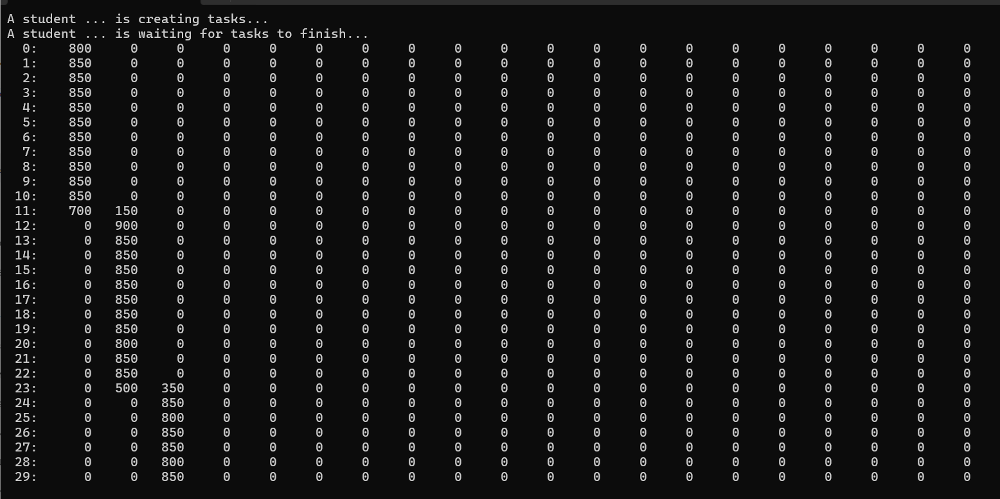 A student ... is creating tasks...
A student ... is waiting for tasks to finish...
  0:    800     0     0     0     0     0     0     0     0     0     0     0     0     0     0     0     0     0     0     0
  1:    850     0     0     0     0     0     0     0     0     0     0     0     0     0     0     0     0     0     0     0
  2:    850     0     0     0     0     0     0     0     0     0     0     0     0     0     0     0     0     0     0     0
  3:    850     0     0     0     0     0     0     0     0     0     0     0     0     0     0     0     0     0     0     0
  4:    850     0     0     0     0     0     0     0     0     0     0     0     0     0     0     0     0     0     0     0
  5:    850     0     0     0     0     0     0     0     0     0     0     0     0     0     0     0     0     0     0     0
  6:    850     0     0     0     0     0     0     0     0     0     0     0     0     0     0     0     0     0     0     0
  7:    850     0     0     0     0     0     0     0     0     0     0     0     0     0     0     0     0     0     0     0
  8:    850     0     0     0     0     0     0     0     0     0     0     0     0     0     0     0     0     0     0     0
  9:    850     0     0     0     0     0     0     0     0     0     0     0     0     0     0     0     0     0     0     0
 10:    850     0     0     0     0     0     0     0     0     0     0     0     0     0     0     0     0     0     0     0
 11:    700   150     0     0     0     0     0     0     0     0     0     0     0     0     0     0     0     0     0     0
 12:      0   900     0     0     0     0     0     0     0     0     0     0     0     0     0     0     0     0     0     0
 13:      0   850     0     0     0     0     0     0     0     0     0     0     0     0     0     0     0     0     0     0
 14:      0   850     0     0     0     0     0     0     0     0     0     0     0     0     0     0     0     0     0     0
 15:      0   850     0     0     0     0     0     0     0     0     0     0     0     0     0     0     0     0     0     0
 16:      0   850     0     0     0     0     0     0     0     0     0     0     0     0     0     0     0     0     0     0
 17:      0   850     0     0     0     0     0     0     0     0     0     0     0     0     0     0     0     0     0     0
 18:      0   850     0     0     0     0     0     0     0     0     0     0     0     0     0     0     0     0     0     0
 19:      0   850     0     0     0     0     0     0     0     0     0     0     0     0     0     0     0     0     0     0
 20:      0   800     0     0     0     0     0     0     0     0     0     0     0     0     0     0     0     0     0     0
 21:      0   850     0     0     0     0     0     0     0     0     0     0     0     0     0     0     0     0     0     0
 22:      0   850     0     0     0     0     0     0     0     0     0     0     0     0     0     0     0     0     0     0
 23:      0   500   350     0     0     0     0     0     0     0     0     0     0     0     0     0     0     0     0     0
 24:      0     0   850     0     0     0     0     0     0     0     0     0     0     0     0     0     0     0     0     0
 25:      0     0   800     0     0     0     0     0     0     0     0     0     0     0     0     0     0     0     0     0
 26:      0     0   850     0     0     0     0     0     0     0     0     0     0     0     0     0     0     0     0     0
 27:      0     0   850     0     0     0     0     0     0     0     0     0     0     0     0     0     0     0     0     0
 28:      0     0   800     0     0     0     0     0     0     0     0     0     0     0     0     0     0     0     0     0
 29:      0     0   850     0     0     0     0     0     0     0     0     0     0     0     0     0     0     0     0     0